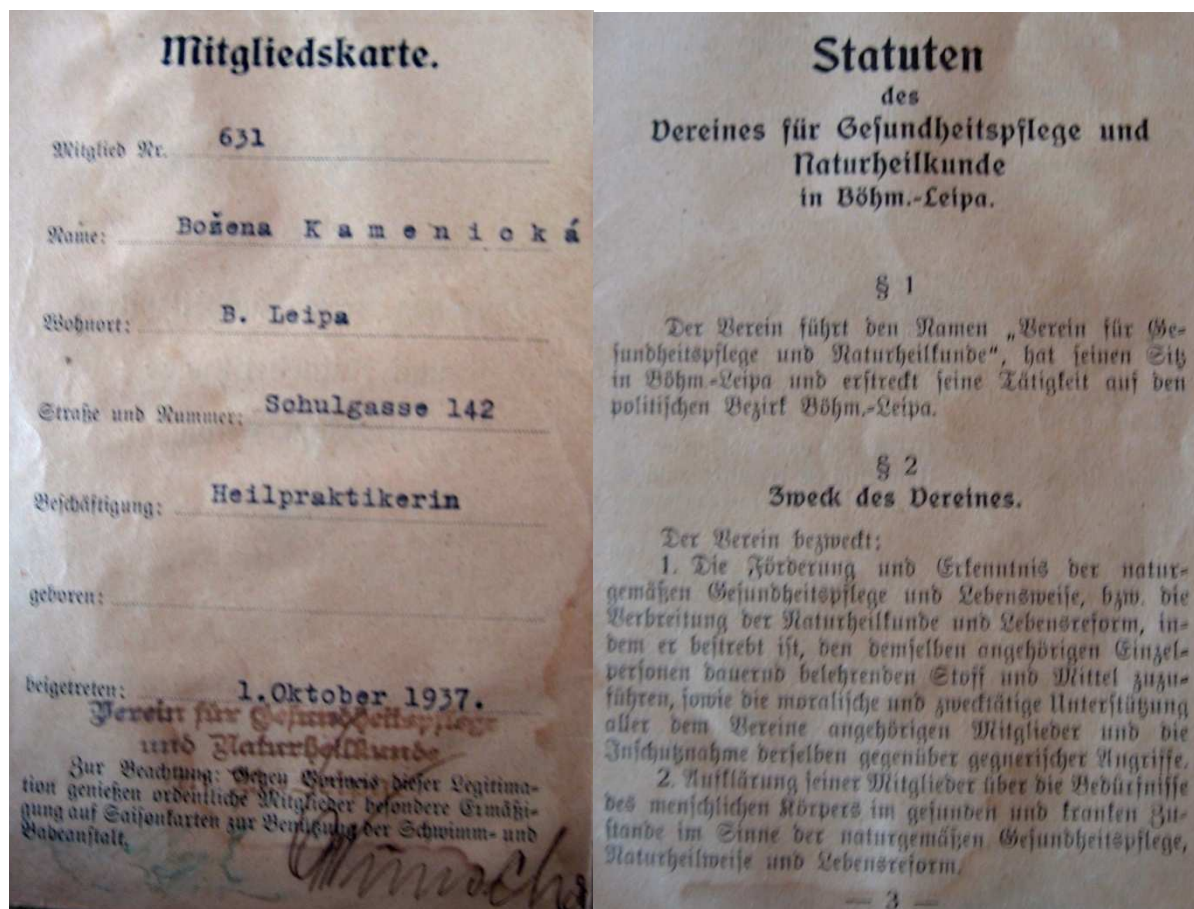 Mitgliedskarte.
Mitglied Nr. 631
Name: Božena Kamenická
Wohnort: B. Leipa
Straße und Nummer: Schulgasse 142
Beschäftigung: Heilpraktikerin
geboren:
beigetreten: 1.Oktober 1937.
Verein für Gesundheitspflege
und Naturheilkunde
Zur Beachtung: Gegen Vorweis dieser Legitima-
tion genießen ordentliche Mitglieder besondere Ermäßi-
gung auf Saisonkarten zur Benützung der Schwimm- und
Badeanstalt.
Statuten
des
Vereines für Gesundheitspflege und
Naturheilkunde
in Böhm.-Leipa.
§ 1
Der Verein führt den Namen „Verein für Ge-
sundheitspflege und Naturheilkunde“, hat seinen Sitz
in Böhm.-Leipa und erstreckt seine Tätigkeit auf den
politischen Bezirk Böhm.-Leipa.
§ 2
Zweck des Vereines.
Der Verein bezweckt:
1. Die Förderung und Erkenntnis der natur-
gemäßen Gesundheitspflege und Lebensweise, bzw. die
Verbreitung der Naturheilkunde und Lebensreform, in-
dem er bestrebt ist, den demselben angehörigen Einzel-
personen dauernd belehrenden Stoff und Mittel zuzu-
führen, sowie die moralische und zwecktätige Unterstützung
aller dem Vereine angehörigen Mitglieder und die
Inschutznahme derselben gegenüber gegnerischer Angriffe.
2. Aufklärung seiner Mitglieder über die Bedürfnisse
des menschlichen Körpers im gesunden und kranken Zu-
stande im Sinne der naturgemäßen Gesundheitspflege,
Naturheilweise und Lebensreform.
— 3 —